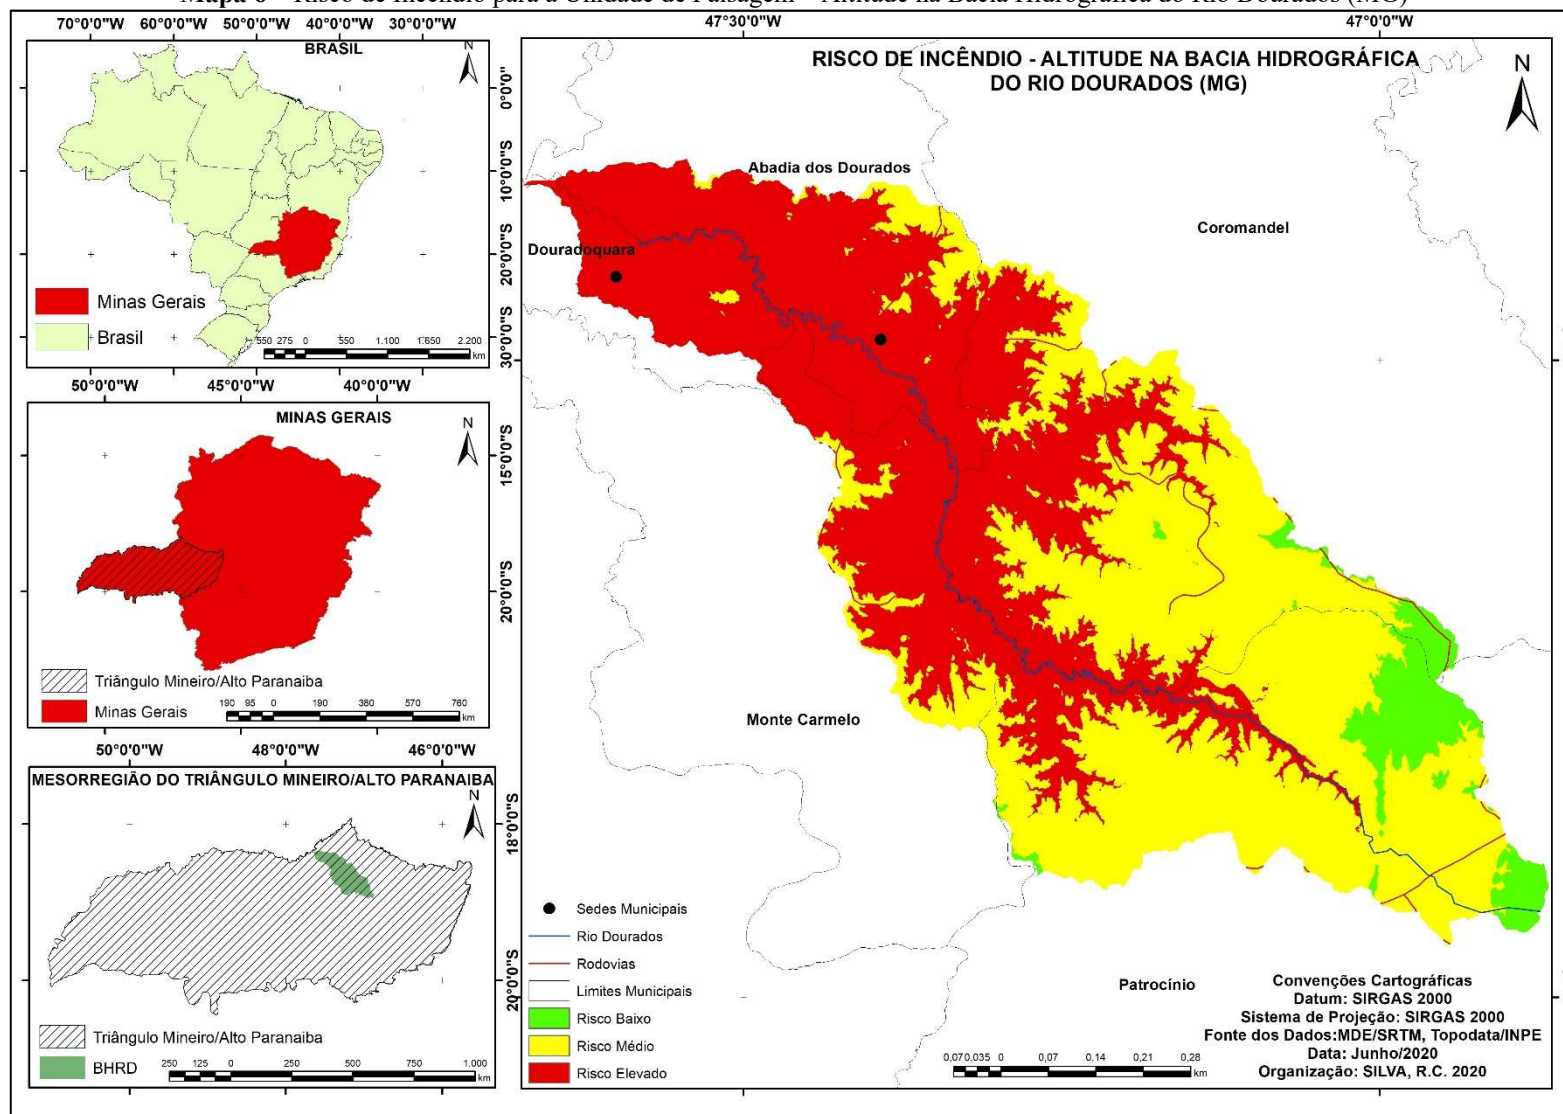 Mapa 6 – Risco de Incêndio para a Unidade de Paisagem – Altitude na Bacia Hidrográfica do Rio Dourados (MG)
70°0'0"W 60°0'0"W 50°0'0"W 40°0'0"W 30°0'0"W
BRASIL
N
0°0'0"
10°0'0"S
20°0'0"S
30°0'0"S
Minas Gerais
Brasil
550 275 0 550 1.100 1.650 2.200
km
50°0'0"W 45°0'0"W 40°0'0"W
MINAS GERAIS
N
15°0'0"S
20°0'0"S
Triângulo Mineiro/Alto Paranaiba
Minas Gerais
190 95 0 190 380 570 760
km
50°0'0"W 48°0'0"W 46°0'0"W
MESORREGIÃO DO TRIÂNGULO MINEIRO/ALTO PARANAIBA
N
18°0'0"S
20°0'0"S
Triângulo Mineiro/Alto Paranaiba
BHRD
250 125 0 250 500 750 1.000
km
47°30'0"W 47°0'0"W
RISCO DE INCÊNDIO - ALTITUDE NA BACIA HIDROGRÁFICA
DO RIO DOURADOS (MG)
N
Abadia dos Dourados
Coromandel
Douradoquara
Monte Carmelo
Patrocínio
Sedes Municipais
Rio Dourados
Rodovias
Limites Municipais
Risco Baixo
Risco Médio
Risco Elevado
0,07 0,035 0 0,07 0,14 0,21 0,28
km
Convenções Cartográficas
Datum: SIRGAS 2000
Sistema de Projeção: SIRGAS 2000
Fonte dos Dados:MDE/SRTM, Topodata/INPE
Data: Junho/2020
Organização: SILVA, R.C. 2020